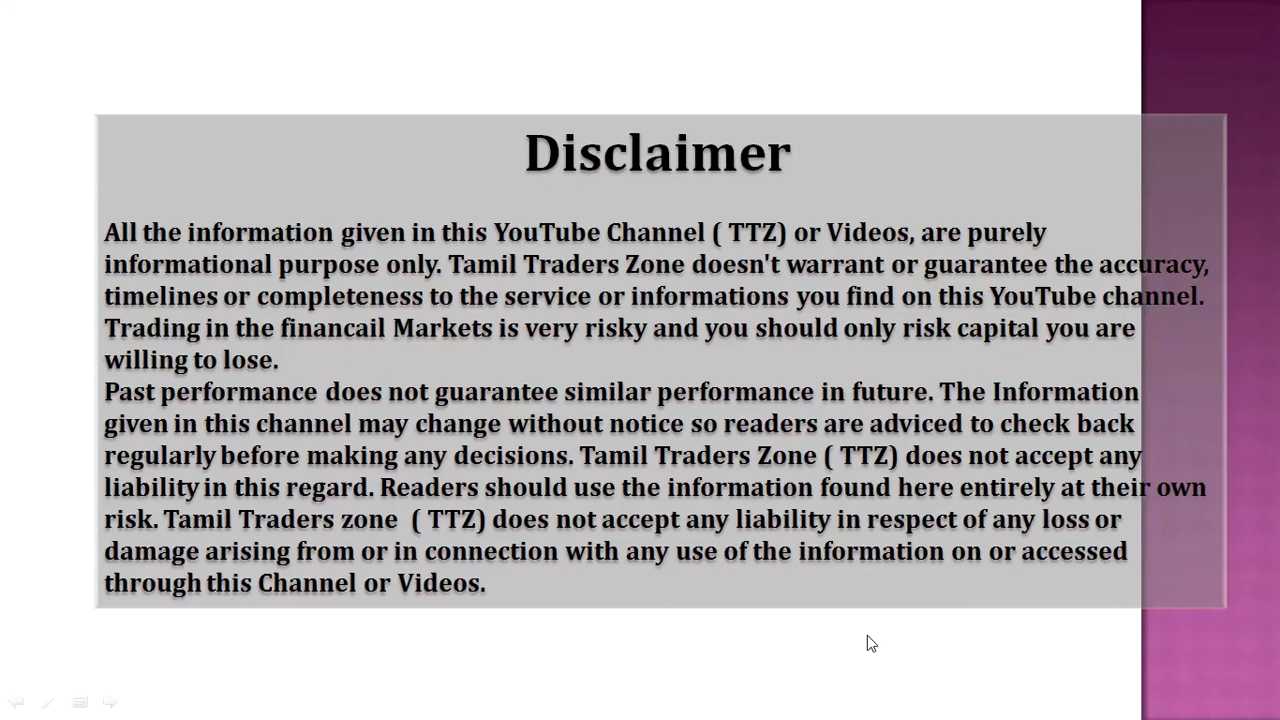 Disclaimer
All the information given in this YouTube Channel ( TTZ) or Videos, are purely
informational purpose only. Tamil Traders Zone doesn't warrant or guarantee the accuracy,
timelines or completeness to the service or informations you find on this YouTube channel.
Trading in the financail Markets is very risky and you should only risk capital you are
willing to lose.
Past performance does not guarantee similar performance in future. The Information
given in this channel may change without notice so readers are adviced to check back
regularly before making any decisions. Tamil Traders Zone ( TTZ) does not accept any
liability in this regard. Readers should use the information found here entirely at their own
risk. Tamil Traders zone  ( TTZ) does not accept any liability in respect of any loss or
damage arising from or in connection with any use of the information on or accessed
through this Channel or Videos.